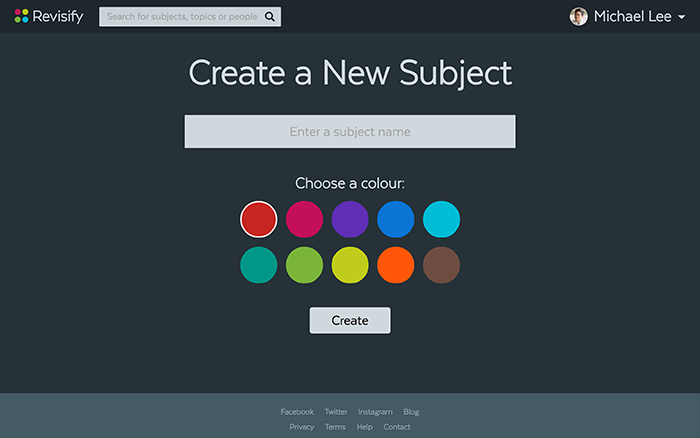 Revisify
Search for subjects, topics or people
Michael Lee
Create a New Subject
Enter a subject name
Choose a colour:
Create
Facebook Twitter Instagram Blog
Privacy Terms Help Contact